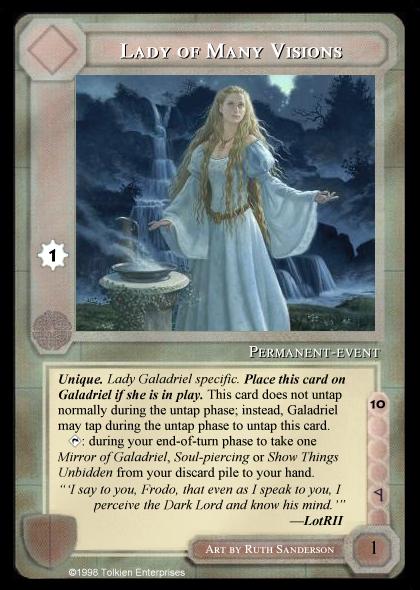 LADY OF MANY VISIONS
1
PERMANENT-EVENT
Unique. Lady Galadriel specific. Place this card on
Galadriel if she is in play. This card does not untap
normally during the untap phase; instead, Galadriel
may tap during the untap phase to untap this card.
: during your end-of-turn phase to take one
Mirror of Galadriel, Soul-piercing or Show Things
Unbidden from your discard pile to your hand.
“‘I say to you, Frodo, that even as I speak to you, I
perceive the Dark Lord and know his mind.’”
—LotRII
10
ART BY RUTH SANDERSON
1
©1998 Tolkien Enterprises